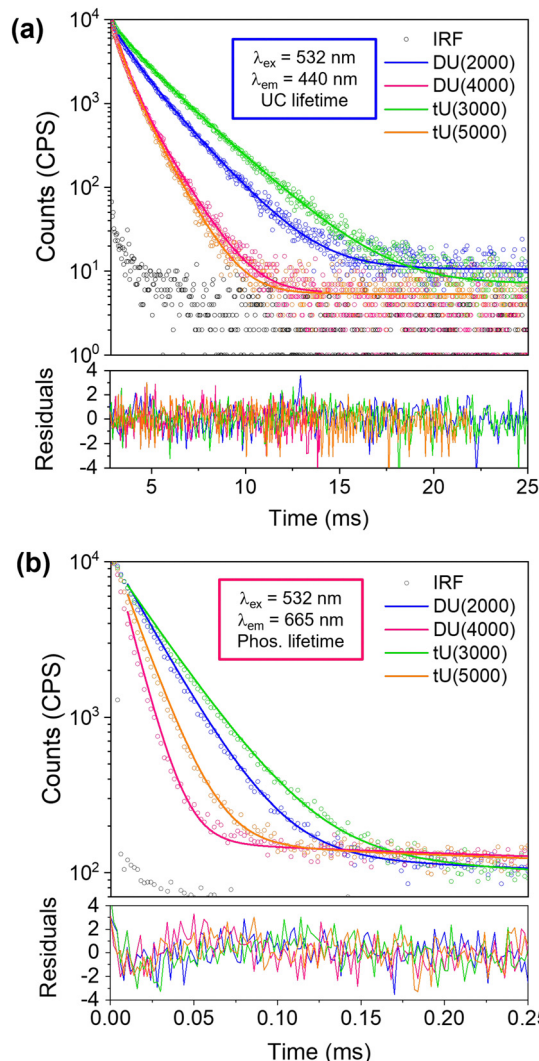 (a)
IRF
DU(2000)
DU(4000)
tU(3000)
tU(5000)
λex = 532 nm
λem = 440 nm
UC lifetime
Counts (CPS)
10⁴
10³
10²
10¹
10⁰
Residuals
4
2
0
-2
-4
5
10
15
20
25
Time (ms)
(b)
IRF
DU(2000)
DU(4000)
tU(3000)
tU(5000)
λex = 532 nm
λem = 665 nm
Phos. lifetime
Counts (CPS)
10⁴
10³
10²
Residuals
4
2
0
-2
-4
0.00
0.05
0.10
0.15
0.20
0.25
Time (ms)